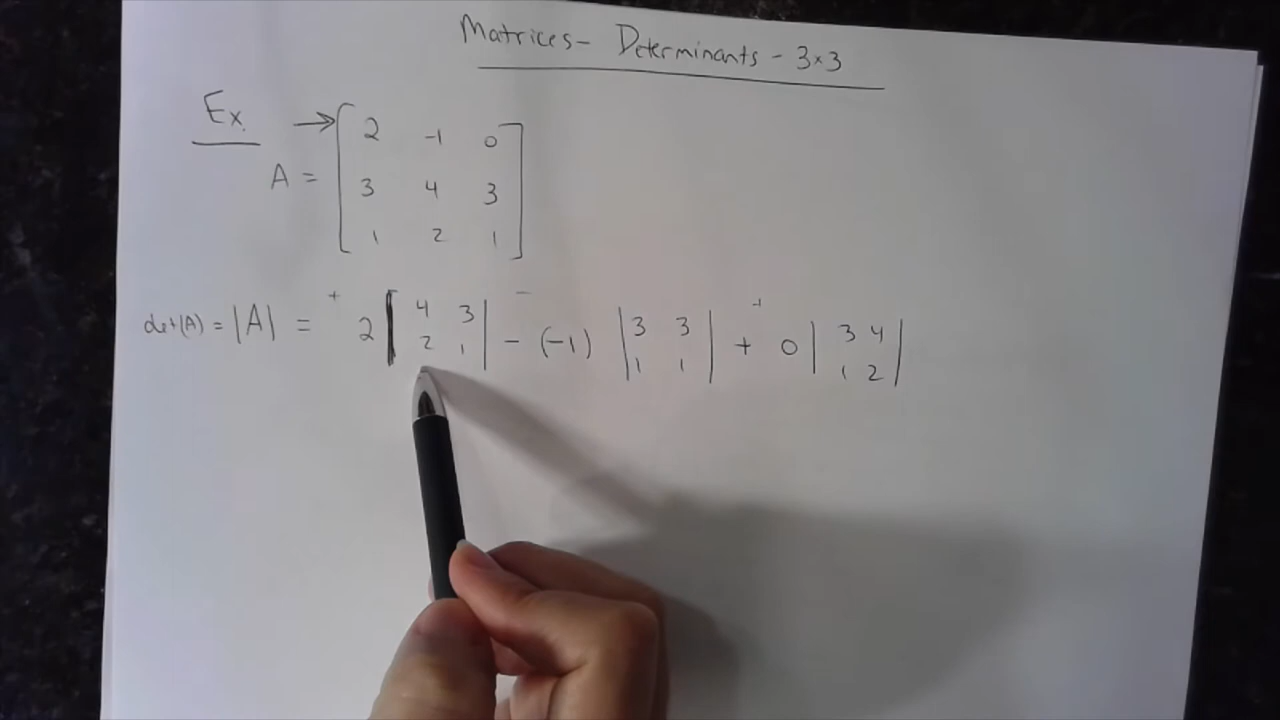 Matrices - Determinants - 3×3
Ex. →
A = [ 2 -1 0
3 4 3
1 2 1 ]
+ - +
det(A) = |A| = 2 | 4 3 | - (-1) | 3 3 | + 0 | 3 4 |
| 2 1 | | 1 1 | | 1 2 |